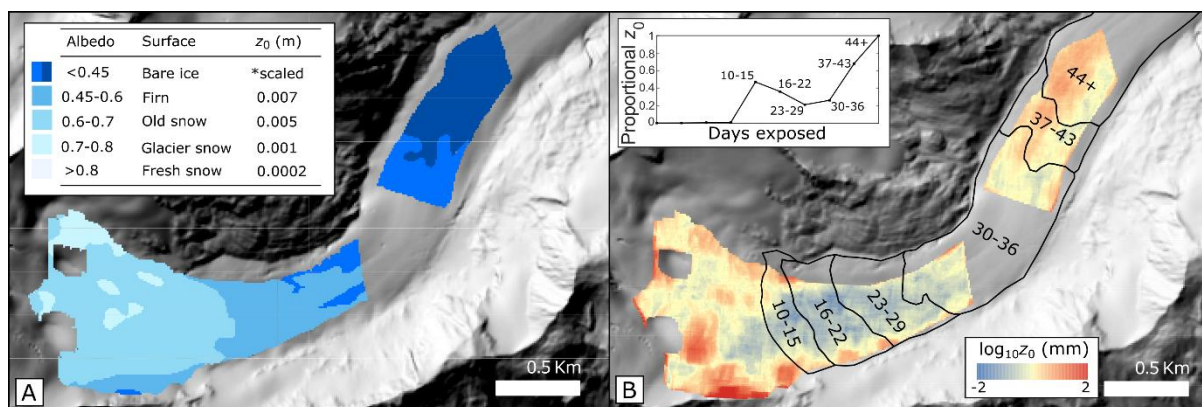 Albedo Surface z0 (m)
<0.45 Bare ice *scaled
0.45-0.6 Firn 0.007
0.6-0.7 Old snow 0.005
0.7-0.8 Glacier snow 0.001
>0.8 Fresh snow 0.0002
0.5 Km
A
Proportional z0
1
0.8
0.6
0.4
0.2
0
10-15
16-22
23-29
30-36
37-43
44+
Days exposed
44+
37-43
30-36
23-29
16-22
10-15
log10z0 (mm)
-2 2
0.5 Km
B